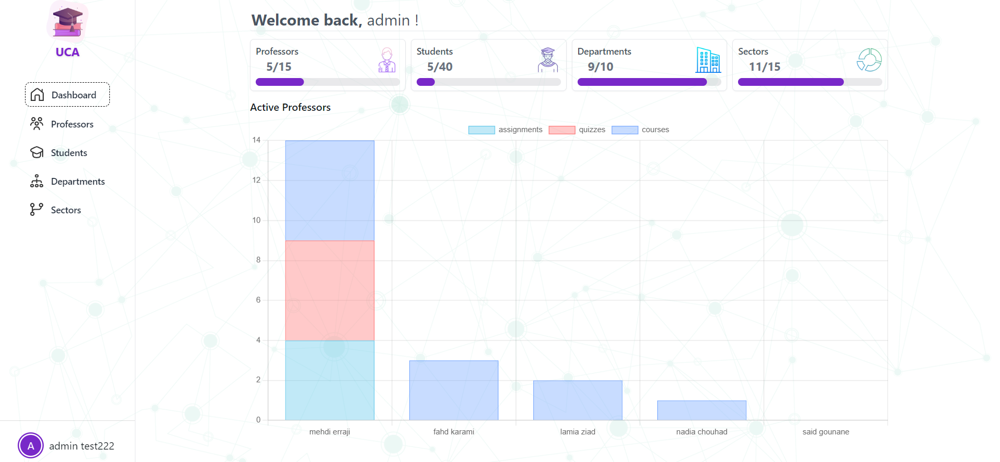 UCA
Dashboard
Professors
Students
Departments
Sectors
A
admin test222
Welcome back, admin !
Professors
5/15
Students
5/40
Departments
9/10
Sectors
11/15
Active Professors
assignments quizzes courses
14
12
10
8
6
4
2
0
mehdi erraji fahd karami lamia ziad nadia chouhad said gounane